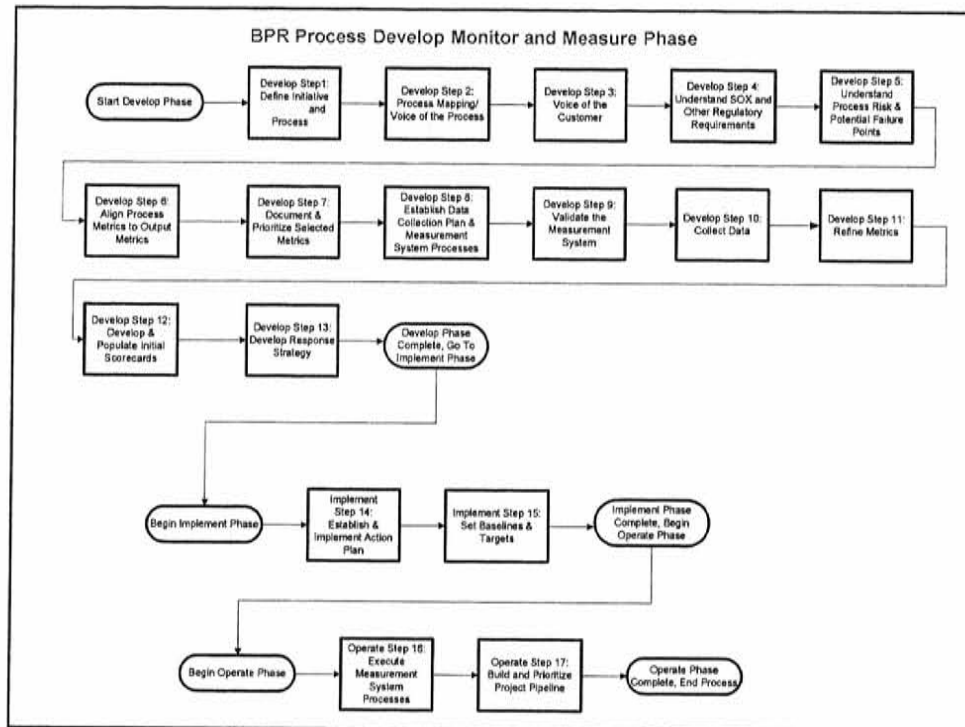 BPR Process Develop Monitor and Measure Phase
Start Develop Phase
Develop Step1:
Define Initiative
and
Process
Develop Step 2:
Process Mapping/
Voice of the Process
Develop Step 3:
Voice of the
Customer
Develop Step 4:
Understand SOX and
Other Regulatory
Requirements
Develop Step 5:
Understand
Process Risk &
Potential Failure
Points
Develop Step 6:
Align Process
Metrics to Output
Metrics
Develop Step 7:
Document &
Prioritize Selected
Metrics
Develop Step 8:
Establish Data
Collection Plan &
Measurement
System Processes
Develop Step 9:
Validate the
Measurement
System
Develop Step 10:
Collect Data
Develop Step 11:
Refine Metrics
Develop Step 12:
Develop &
Populate Initial
Scorecards
Develop Step 13:
Develop Response
Strategy
Develop Phase
Complete, Go To
Implement Phase
Begin Implement Phase
Implement
Step 14:
Establish &
Implement Action
Plan
Implement Step 15:
Set Baselines &
Targets
Implement Phase
Complete, Begin
Operate Phase
Begin Operate Phase
Operate Step 16:
Execute
Measurement
System
Processes
Operate Step 17:
Build and Prioritize
Project Pipeline
Operate Phase
Complete, End Process